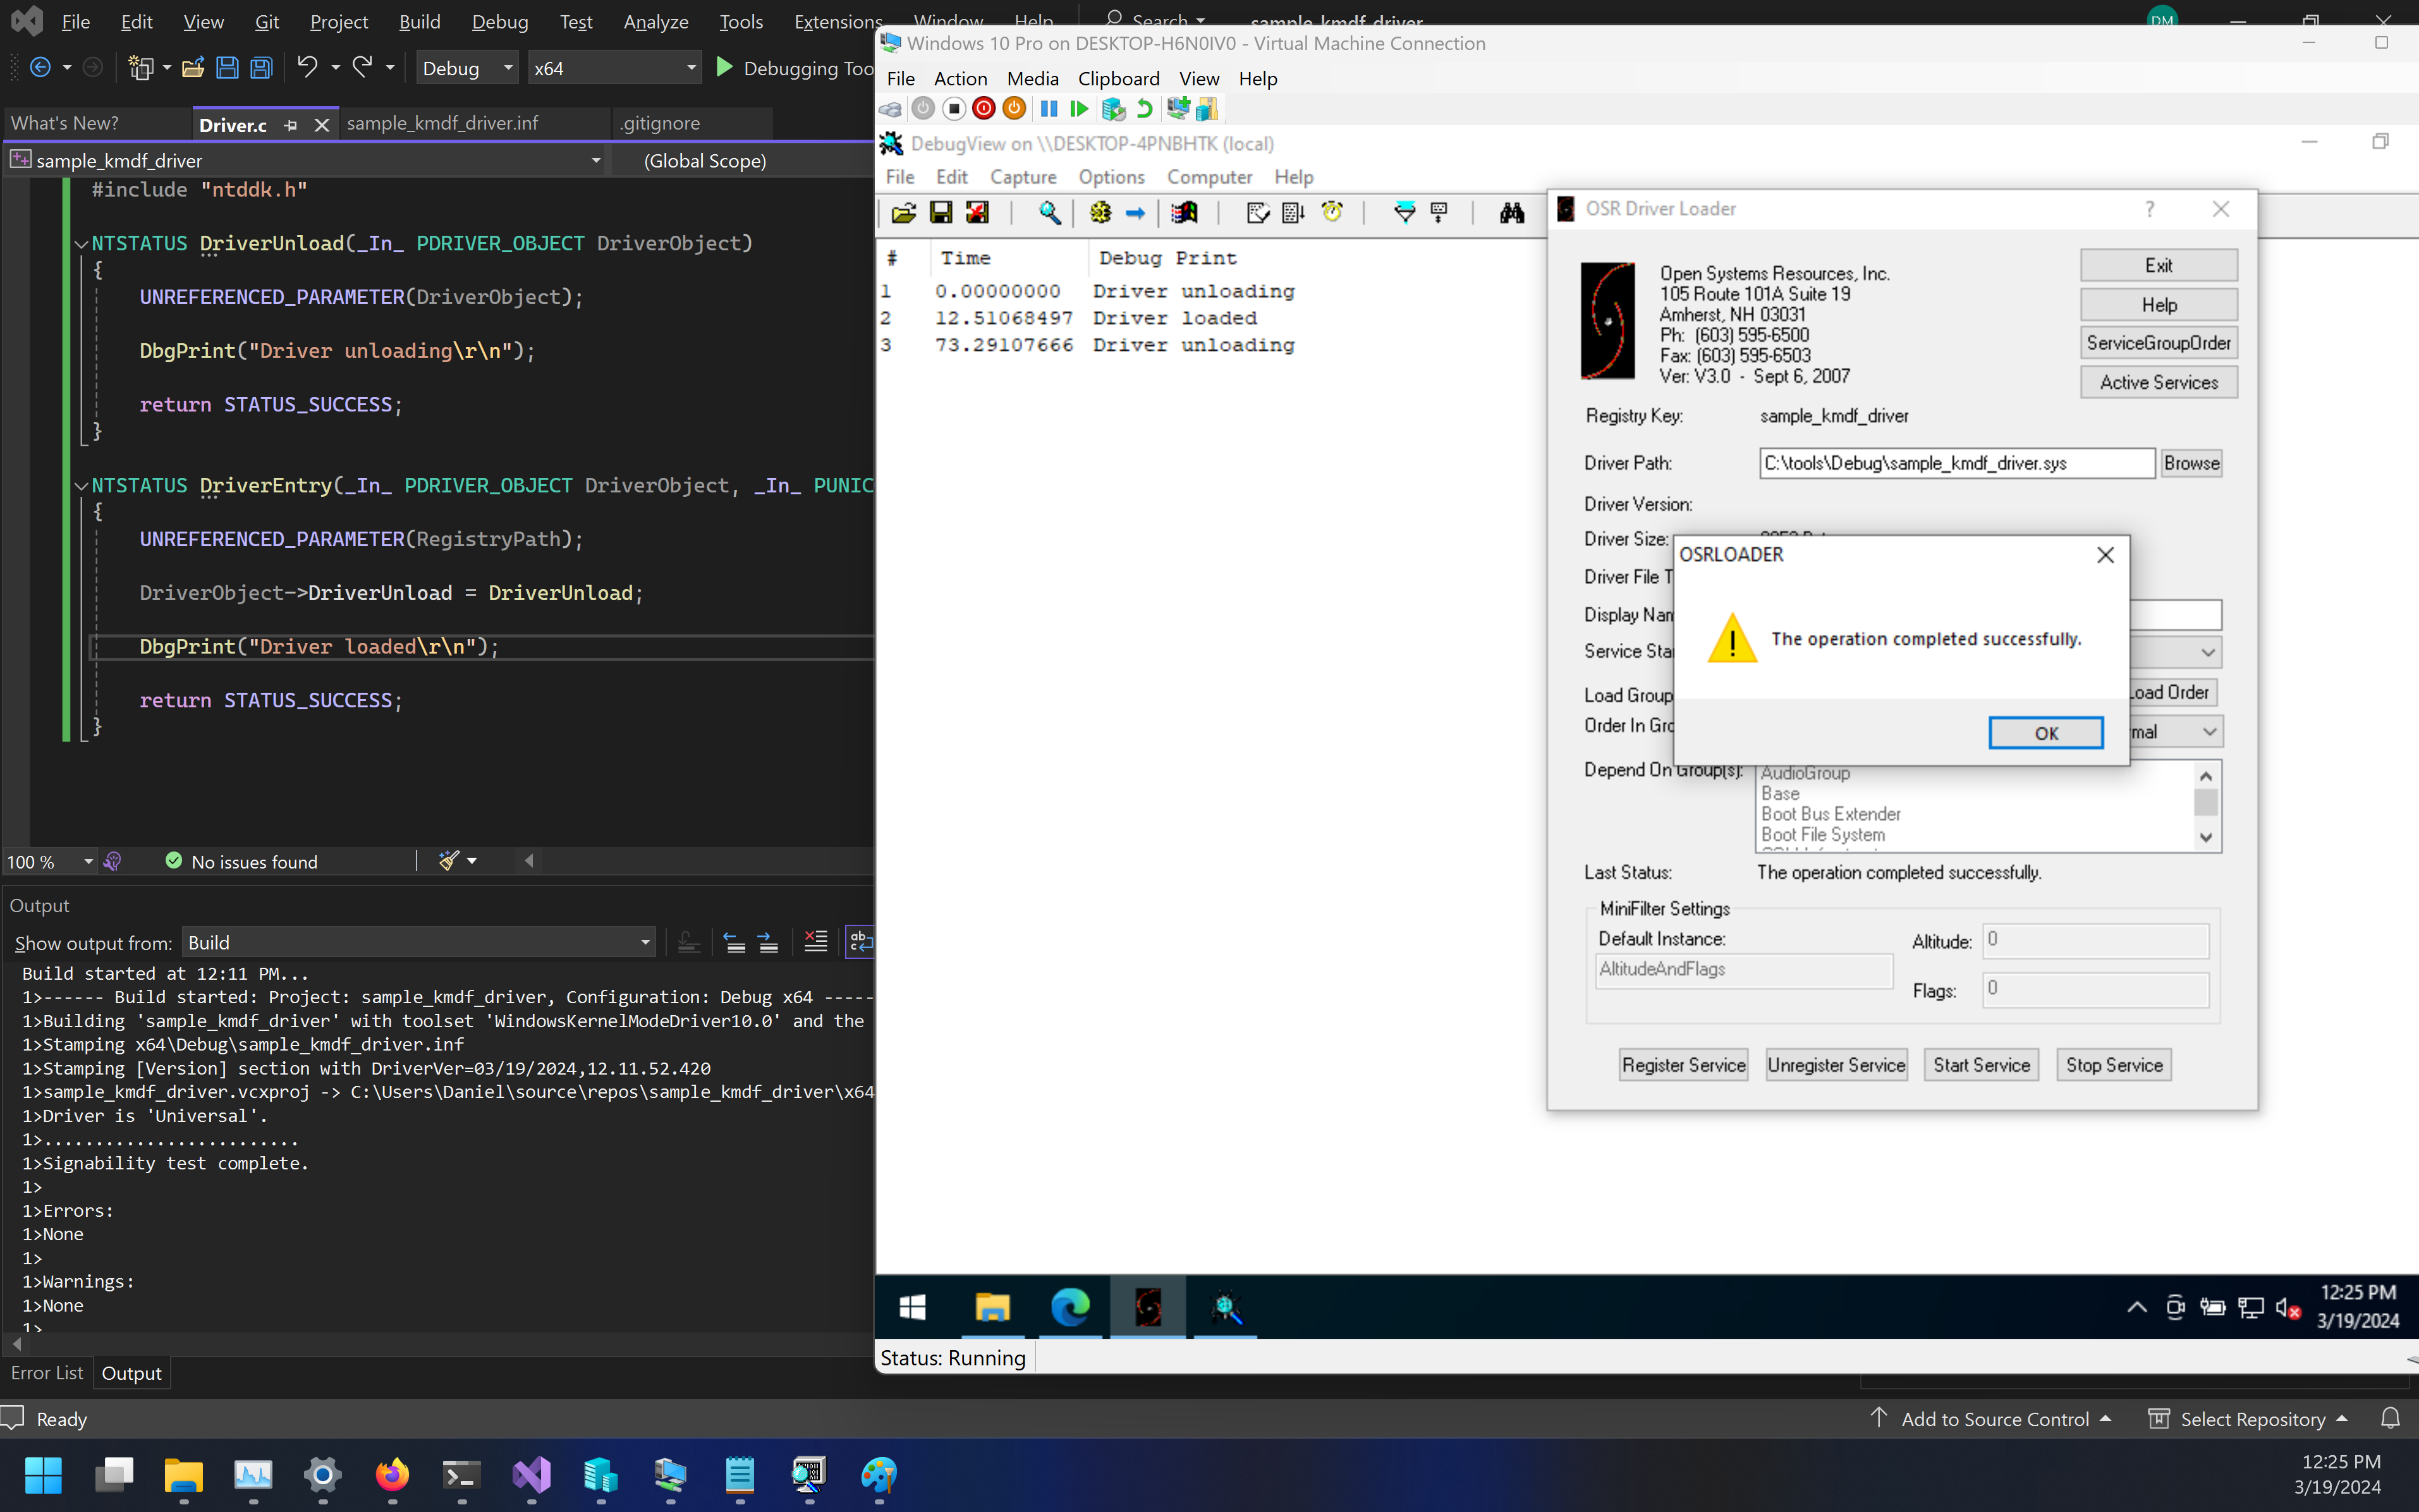 File Edit View Git Project Build Debug Test Analyze Tools Extensions Window Help Search sample_kmdf_driver DM
Debug x64 Debugging Too
What's New? Driver.c sample_kmdf_driver.inf .gitignore
sample_kmdf_driver (Global Scope)
#include "ntddk.h"
NTSTATUS DriverUnload(_In_ PDRIVER_OBJECT DriverObject)
{
UNREFERENCED_PARAMETER(DriverObject);
DbgPrint("Driver unloading\r\n");
return STATUS_SUCCESS;
}
NTSTATUS DriverEntry(_In_ PDRIVER_OBJECT DriverObject, _In_ PUNIC
{
UNREFERENCED_PARAMETER(RegistryPath);
DriverObject->DriverUnload = DriverUnload;
DbgPrint("Driver loaded\r\n");
return STATUS_SUCCESS;
}
100 % No issues found
Output
Show output from: Build
Build started at 12:11 PM...
1>------ Build started: Project: sample_kmdf_driver, Configuration: Debug x64 -----
1>Building 'sample_kmdf_driver' with toolset 'WindowsKernelModeDriver10.0' and the
1>Stamping x64\Debug\sample_kmdf_driver.inf
1>Stamping [Version] section with DriverVer=03/19/2024,12.11.52.420
1>sample_kmdf_driver.vcxproj -> C:\Users\Daniel\source\repos\sample_kmdf_driver\x64
1>Driver is 'Universal'.
1>.........................
1>Signability test complete.
1>
1>Errors:
1>None
1>
1>Warnings:
1>None
1>
Error List Output
Ready
Add to Source Control Select Repository
12:25 PM
3/19/2024
Windows 10 Pro on DESKTOP-H6N0IV0 - Virtual Machine Connection
File Action Media Clipboard View Help
DebugView on \\DESKTOP-4PNBHTK (local)
File Edit Capture Options Computer Help
# Time Debug Print
1 0.00000000 Driver unloading
2 12.51068497 Driver loaded
3 73.29107666 Driver unloading
OSR Driver Loader ?
Open Systems Resources, Inc.
105 Route 101A Suite 19
Amherst, NH 03031
Ph: (603) 595-6500
Fax: (603) 595-6503
Ver: V3.0 - Sept 6, 2007
Exit
Help
ServiceGroupOrder
Active Services
Registry Key: sample_kmdf_driver
Driver Path: C:\tools\Debug\sample_kmdf_driver.sys Browse
Driver Version:
Driver Size:
Driver File T
Display Nam
Service Star
Load Group
Load Order
Order In Gro
mal
OSRLOADER
The operation completed successfully.
OK
Depend On Group(s): AudioGroup
Base
Boot Bus Extender
Boot File System
Last Status: The operation completed successfully.
MiniFilter Settings
Default Instance:
AltitudeAndFlags
Altitude: 0
Flags: 0
Register Service Unregister Service Start Service Stop Service
12:25 PM
3/19/2024
Status: Running